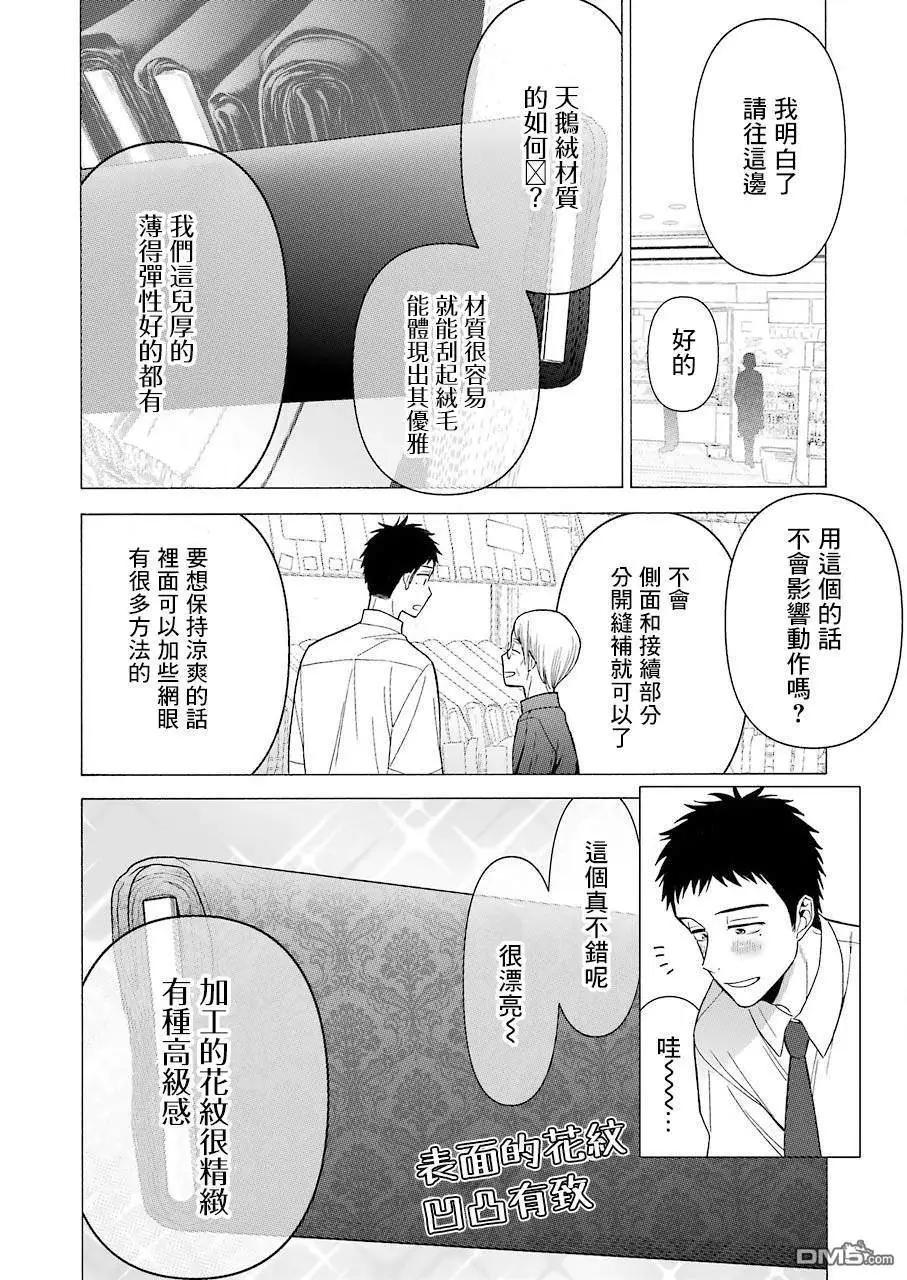 我明白了
請往這邊
好的
天鵝絨材質
的如何？
材質很容易
就能刮起絨毛
能體現出其優雅
我們這兒厚的
薄得彈性好的都
有
用這個的話
不會影響動作嗎？
不會
側面和接續部分
分開縫補就可以了
要想保持涼爽的話
裡面可以加些網眼
有很多方法的
哇～～
這個真不錯呢
很漂亮～
表面的花紋
凹凸有致
加工的花紋很精緻
有種高級感
DM5.com